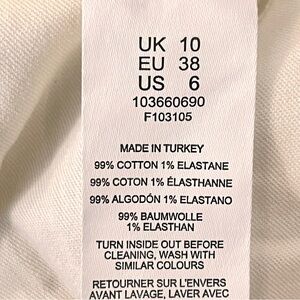 UK 10
EU 38
US 6
103660690
F103105
MADE IN TURKEY
99% COTTON 1% ELASTANE
99% COTON 1% ÉLASTHANNE
99% ALGODÓN 1% ELASTANO
99% BAUMWOLLE
1% ELASTHAN
TURN INSIDE OUT BEFORE
CLEANING, WASH WITH
SIMILAR COLOURS
RETOURNER SUR L'ENVERS
AVANT LAVAGE, LAVER AVEC